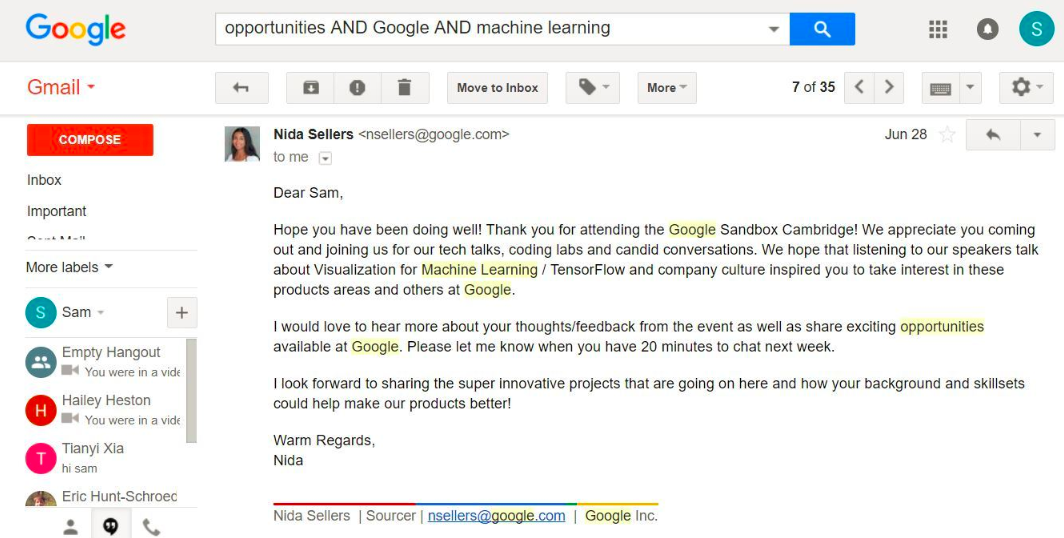 Google
opportunities AND Google AND machine learning
S
Gmail
Move to Inbox
More
7 of 35
COMPOSE
Inbox
Important
Sent Mail
More labels
S
Sam
+
Empty Hangout
You were in a vide
H
Hailey Heston
You were in a vide
T
Tianyi Xia
hi sam
Eric Hunt-Schroed
Nida Sellers <nsellers@google.com>
Jun 28
to me
Dear Sam,
Hope you have been doing well! Thank you for attending the Google Sandbox Cambridge! We appreciate you coming
out and joining us for our tech talks, coding labs and candid conversations. We hope that listening to our speakers talk
about Visualization for Machine Learning / TensorFlow and company culture inspired you to take interest in these
products areas and others at Google.
I would love to hear more about your thoughts/feedback from the event as well as share exciting opportunities
available at Google. Please let me know when you have 20 minutes to chat next week.
I look forward to sharing the super innovative projects that are going on here and how your background and skillsets
could help make our products better!
Warm Regards,
Nida
Nida Sellers | Sourcer | nsellers@google.com | Google Inc.